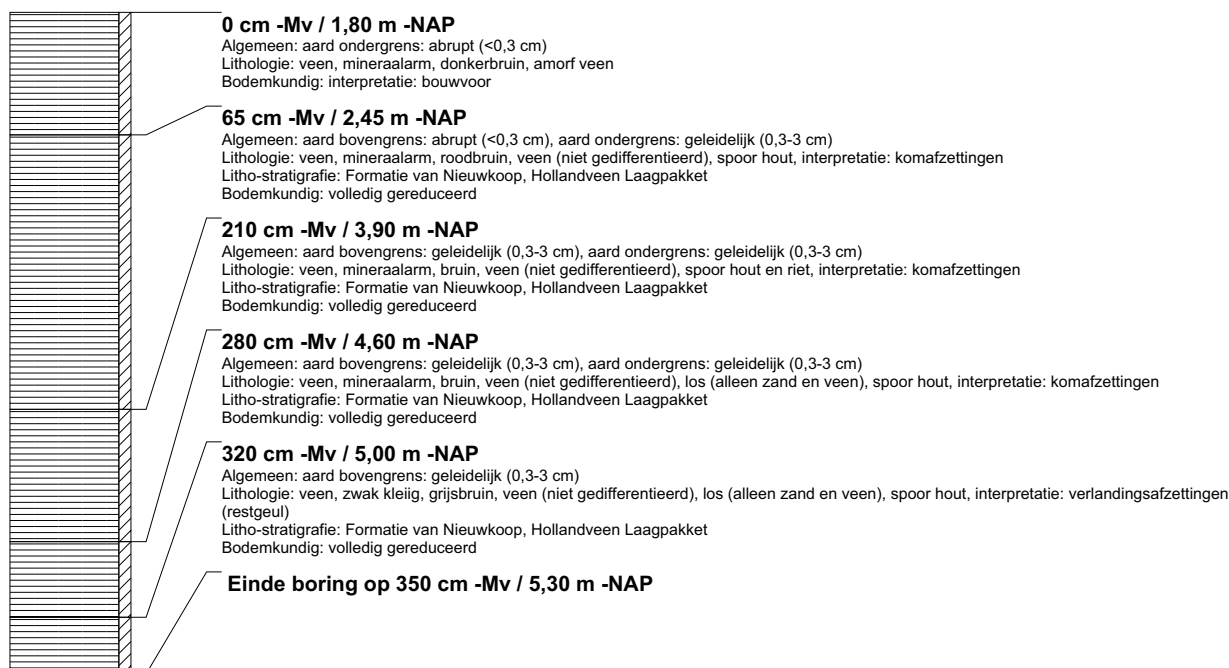 0 cm -Mv / 1,80 m -NAP
Algemeen: aard ondergrens: abrupt (<0,3 cm)
Lithologie: veen, mineraalarm, donkerbruin, amorf veen
Bodemkundig: interpretatie: bouwvoor
65 cm -Mv / 2,45 m -NAP
Algemeen: aard bovengrens: abrupt (<0,3 cm), aard ondergrens: geleidelijk (0,3-3 cm)
Lithologie: veen, mineraalarm, roodbruin, veen (niet gedifferentieerd), spoor hout, interpretatie: komafzettingen
Litho-stratigrafie: Formatie van Nieuwkoop, Hollandveen Laagpakket
Bodemkundig: volledig gereduceerd
210 cm -Mv / 3,90 m -NAP
Algemeen: aard bovengrens: geleidelijk (0,3-3 cm), aard ondergrens: geleidelijk (0,3-3 cm)
Lithologie: veen, mineraalarm, bruin, veen (niet gedifferentieerd), spoor hout en riet, interpretatie: komafzettingen
Litho-stratigrafie: Formatie van Nieuwkoop, Hollandveen Laagpakket
Bodemkundig: volledig gereduceerd
280 cm -Mv / 4,60 m -NAP
Algemeen: aard bovengrens: geleidelijk (0,3-3 cm), aard ondergrens: geleidelijk (0,3-3 cm)
Lithologie: veen, mineraalarm, bruin, veen (niet gedifferentieerd), los (alleen zand en veen), spoor hout, interpretatie: komafzettingen
Litho-stratigrafie: Formatie van Nieuwkoop, Hollandveen Laagpakket
Bodemkundig: volledig gereduceerd
320 cm -Mv / 5,00 m -NAP
Algemeen: aard bovengrens: geleidelijk (0,3-3 cm)
Lithologie: veen, zwak kleiig, grijsbruin, veen (niet gedifferentieerd), los (alleen zand en veen), spoor hout, interpretatie: verlandingsafzettingen
(restgeul)
Litho-stratigrafie: Formatie van Nieuwkoop, Hollandveen Laagpakket
Bodemkundig: volledig gereduceerd
Einde boring op 350 cm -Mv / 5,30 m -NAP